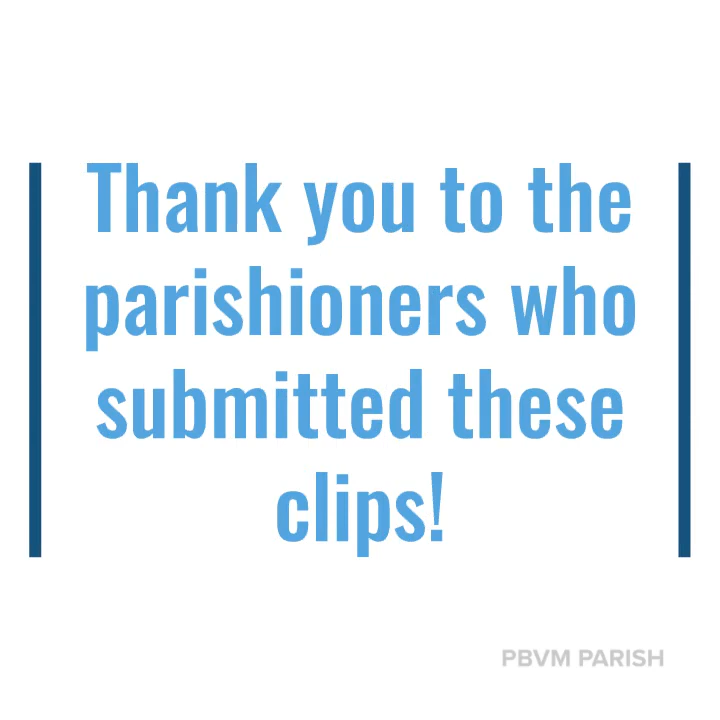 Thank you to the
parishioners who
submitted these
clips!
PBVM PARISH